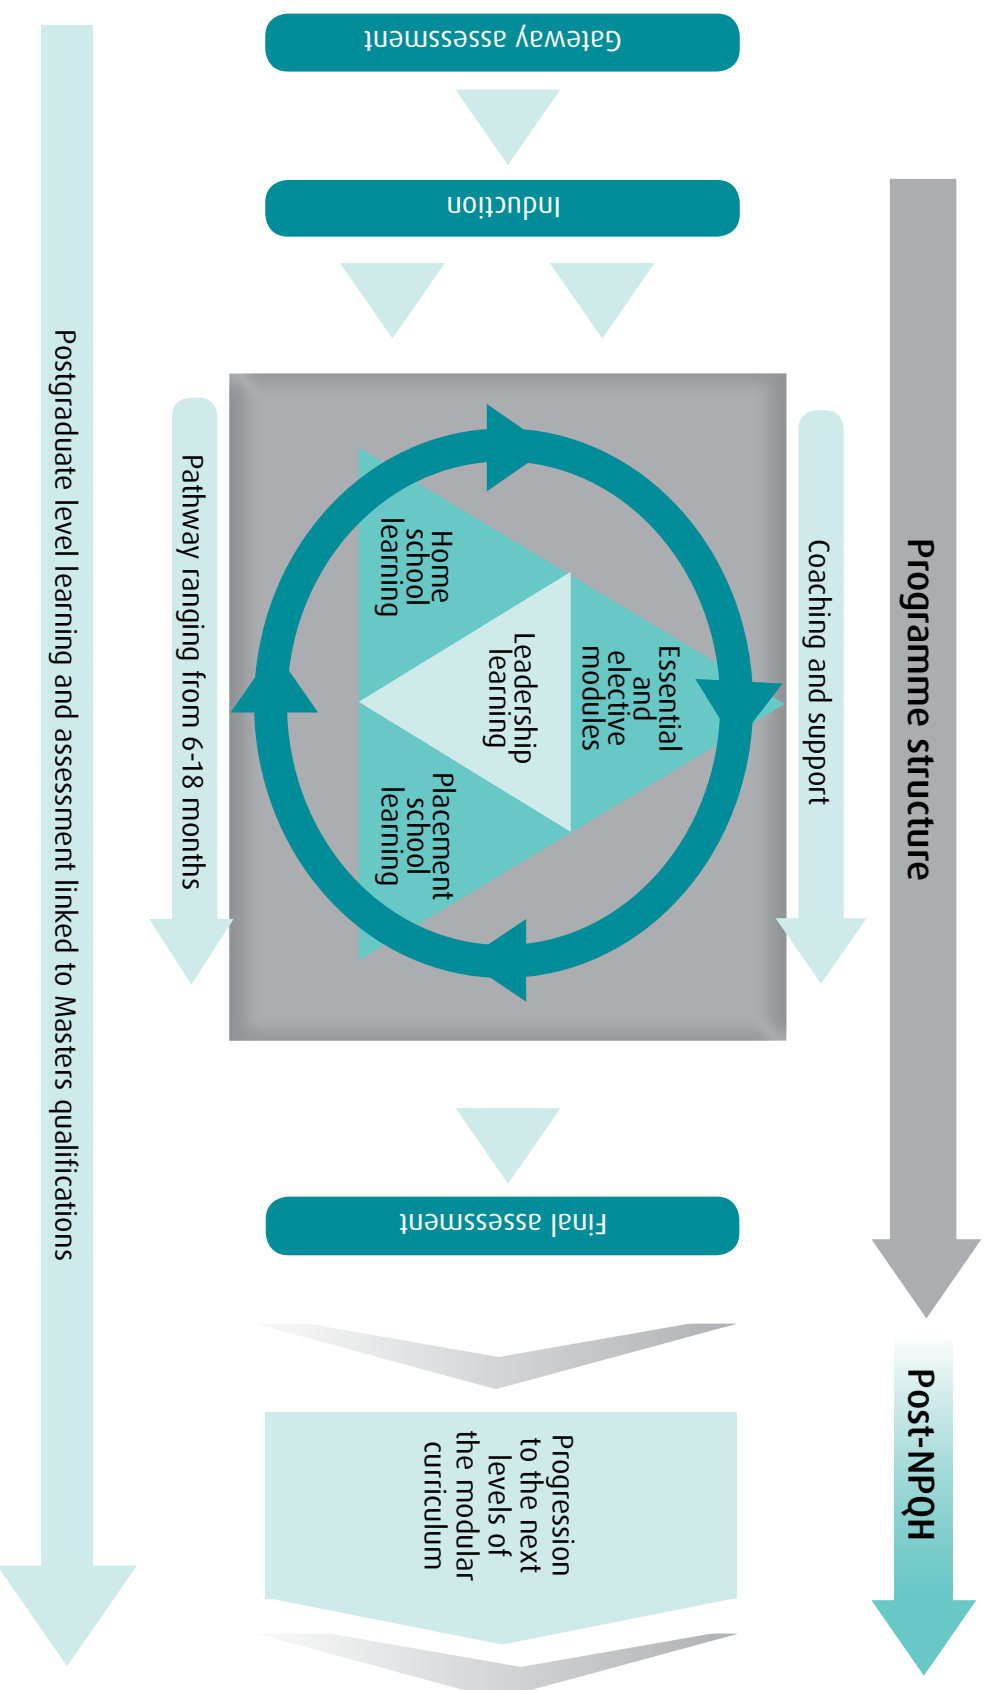 Programme structure
Post-NPQH
Gateway assessment
Induction
Coaching and support
Essential
and
elective
modules
Leadership
learning
Home
school
learning
Placement
school
learning
Pathway ranging from 6-18 months
Final assessment
Progression
to the next
levels of
the modular
curriculum
Postgraduate level learning and assessment linked to Masters qualifications